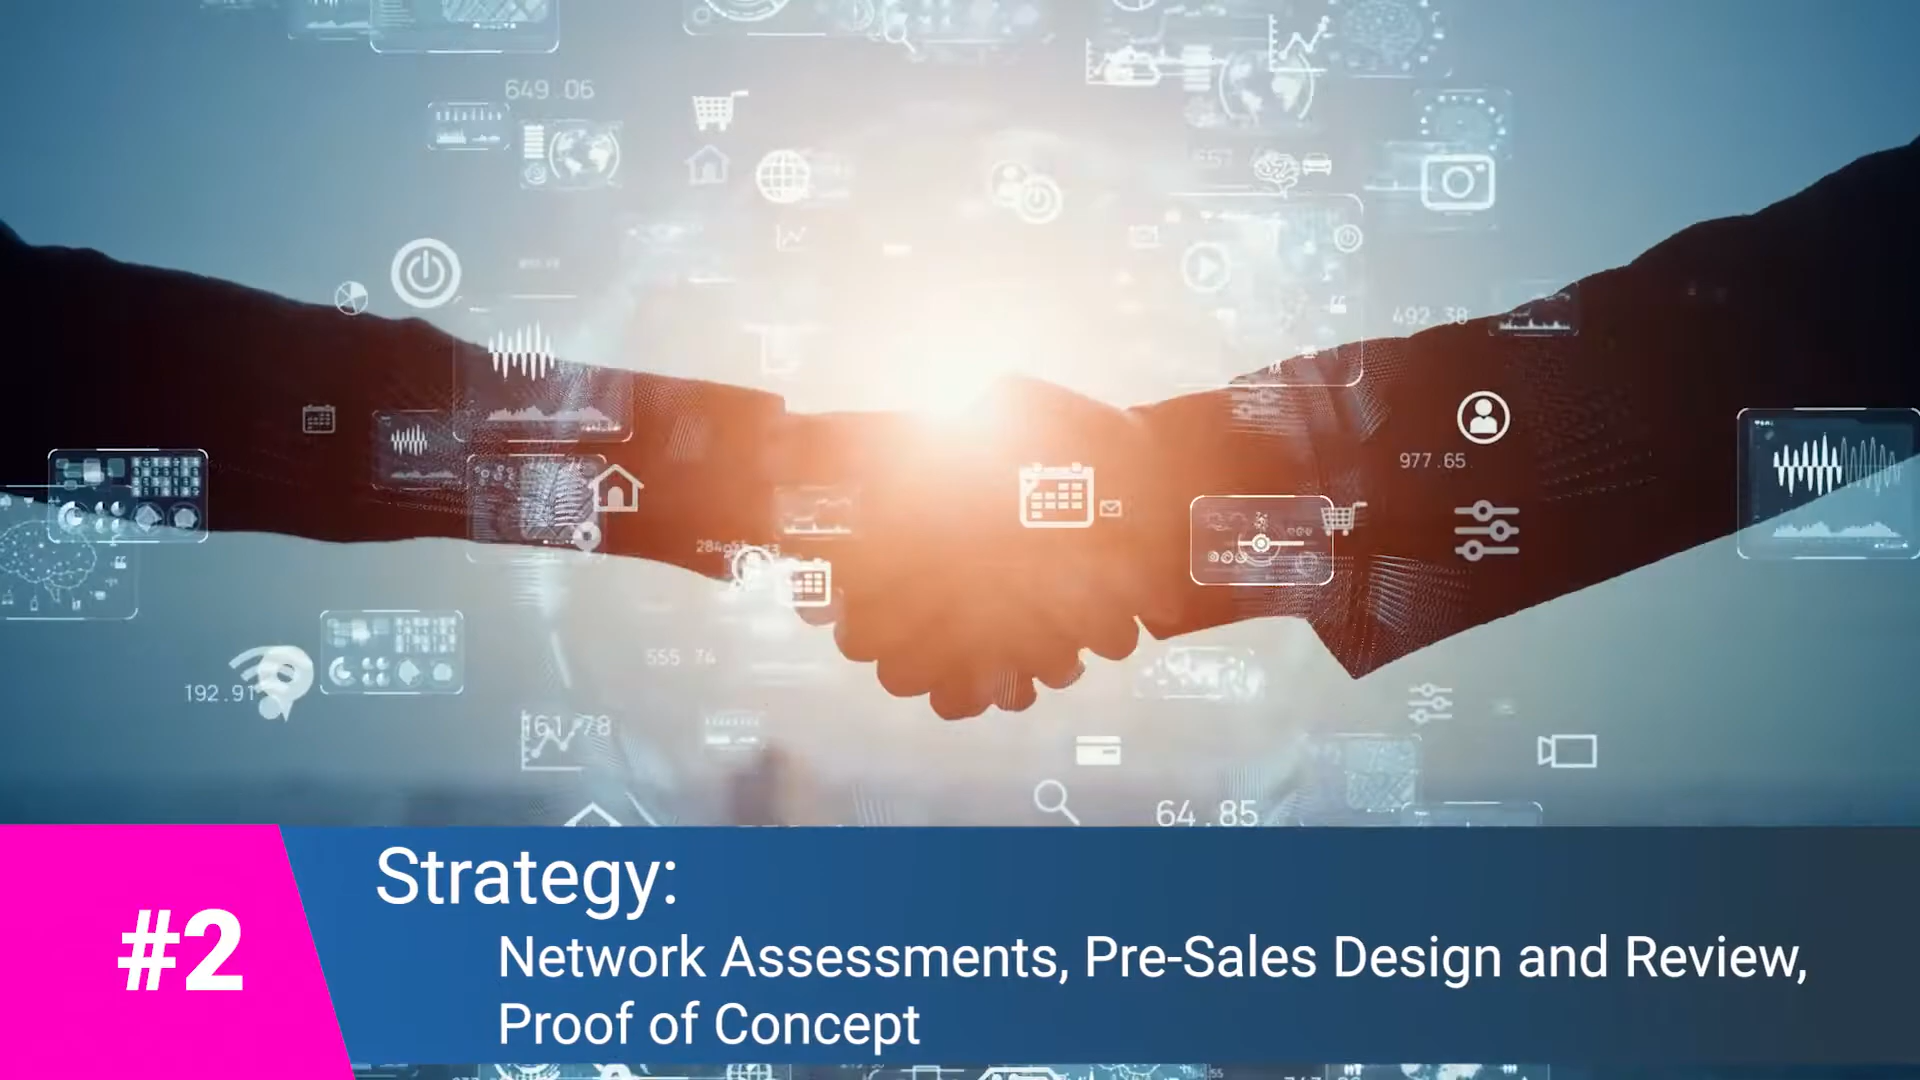 649.06
492.38
977.65
555 74
192.91
161.78
64.85
#2
Strategy:
Network Assessments, Pre-Sales Design and Review,
Proof of Concept